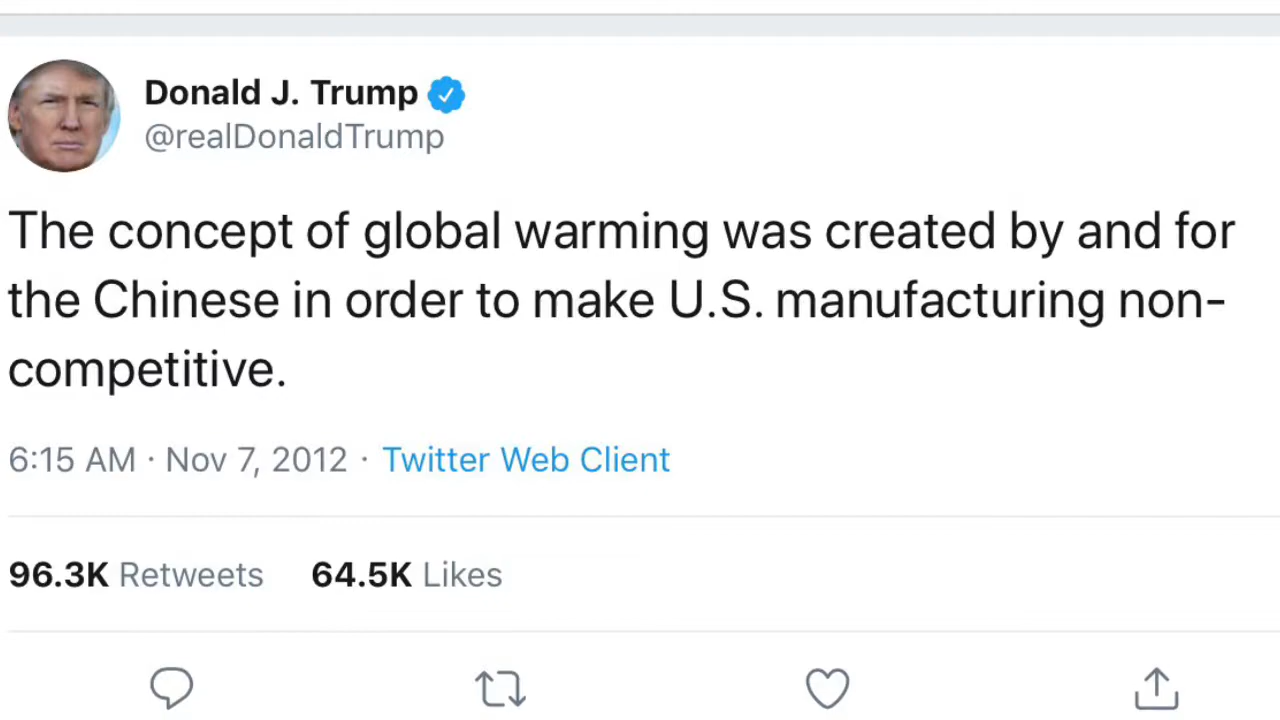 Donald J. Trump
@realDonaldTrump
The concept of global warming was created by and for
the Chinese in order to make U.S. manufacturing non-
competitive.
6:15 AM · Nov 7, 2012 · Twitter Web Client
96.3K Retweets 64.5K Likes